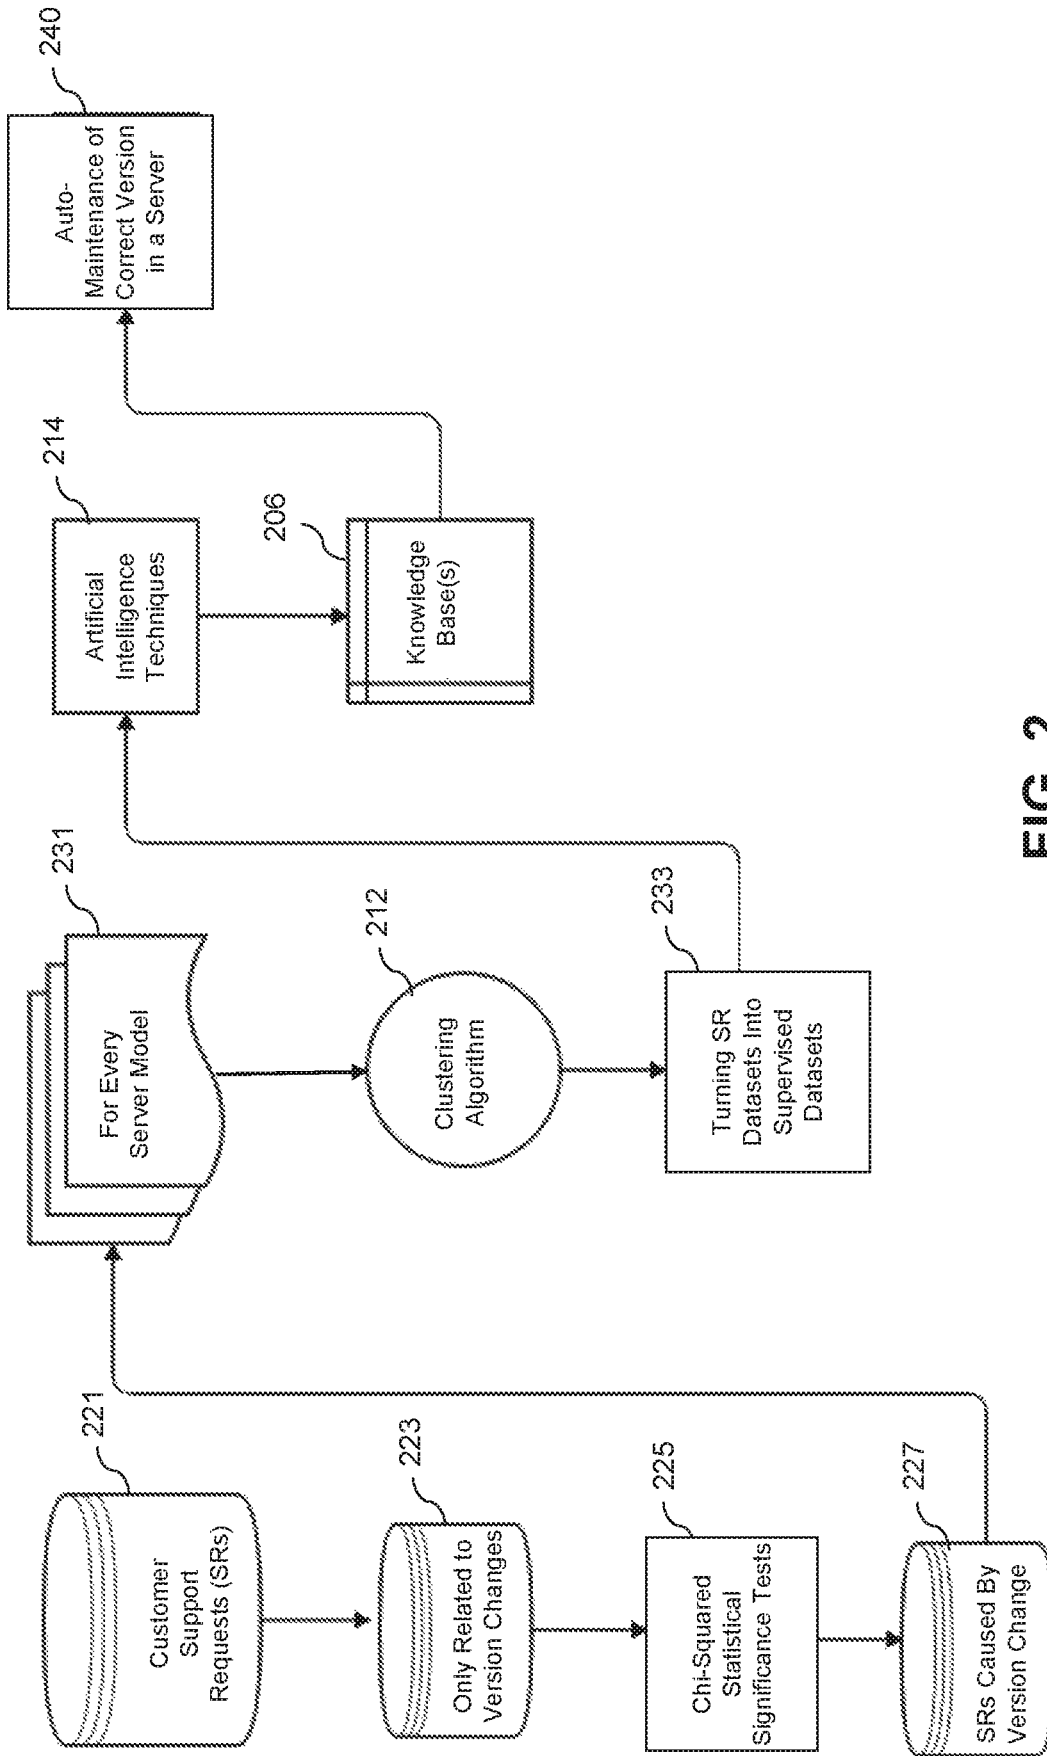 Customer
Support
Requests (SRs)
221
Only Related to
Version Changes
223
Chi-Squared
Statistical
Significance Tests
225
SRs Caused By
Version Change
227
For Every
Server Model
231
Clustering
Algorithm
212
Turning SR
Datasets Into
Supervised
Datasets
233
Artificial
Intelligence
Techniques
214
Knowledge
Base(s)
206
Auto-
Maintenance of
Correct Version
in a Server
240
FIG. 2